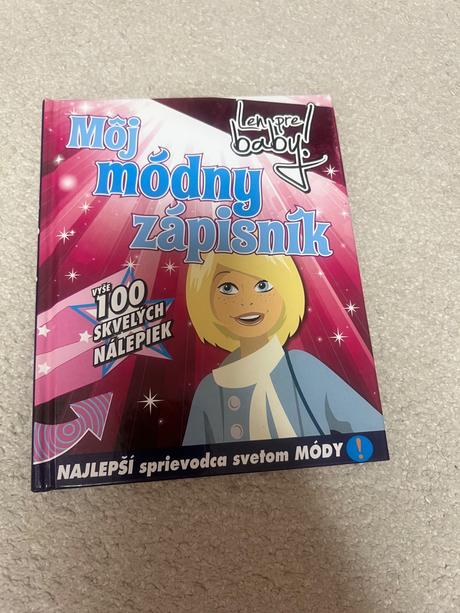 Len pre
baby!
Môj
módny
zápisník
VYŠE
100
SKVELÝCH
NÁLEPIEK
NAJLEPŠÍ sprievodca svetom MÓDY !